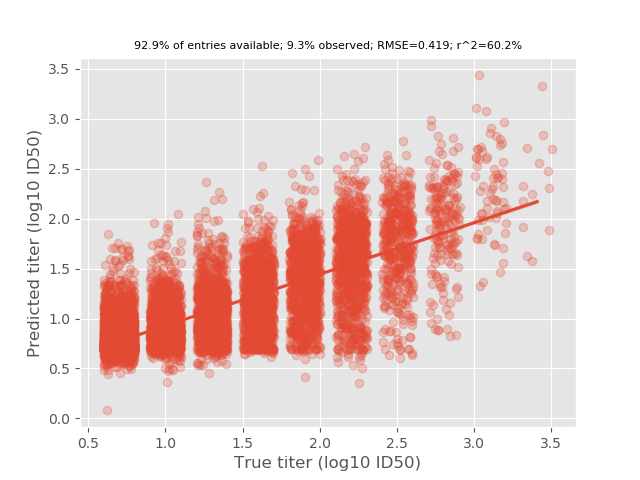 92.9% of entries available; 9.3% observed; RMSE=0.419; r^2=60.2%
3.5
3.0
2.5
2.0
1.5
1.0
0.5
0.0
Predicted titer (log10 ID50)
0.5 1.0 1.5 2.0 2.5 3.0 3.5
True titer (log10 ID50)